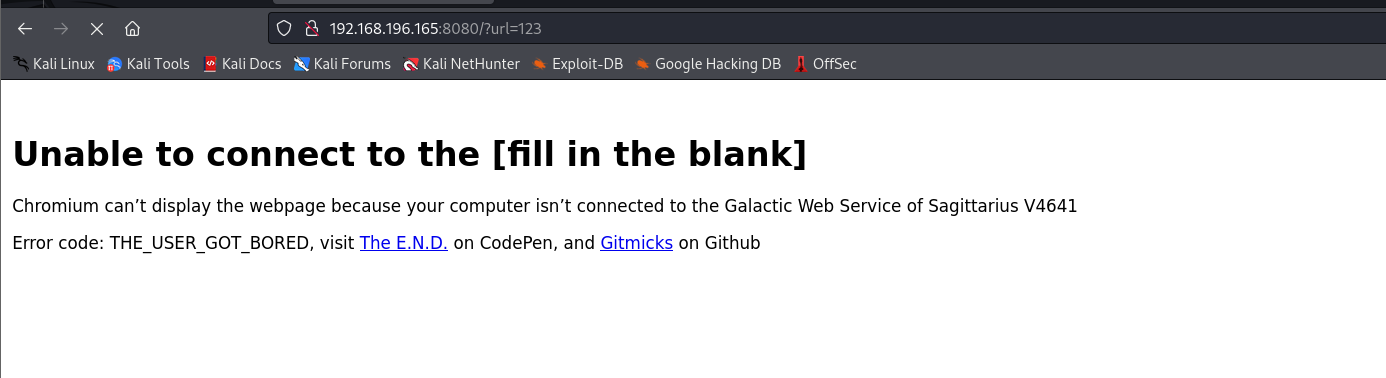 192.168.196.165:8080/?url=123
Kali Linux Kali Tools Kali Docs Kali Forums Kali NetHunter Exploit-DB Google Hacking DB OffSec
Unable to connect to the [fill in the blank]
Chromium can’t display the webpage because your computer isn’t connected to the Galactic Web Service of Sagittarius V4641
Error code: THE_USER_GOT_BORED, visit The E.N.D. on CodePen, and Gitmicks on Github